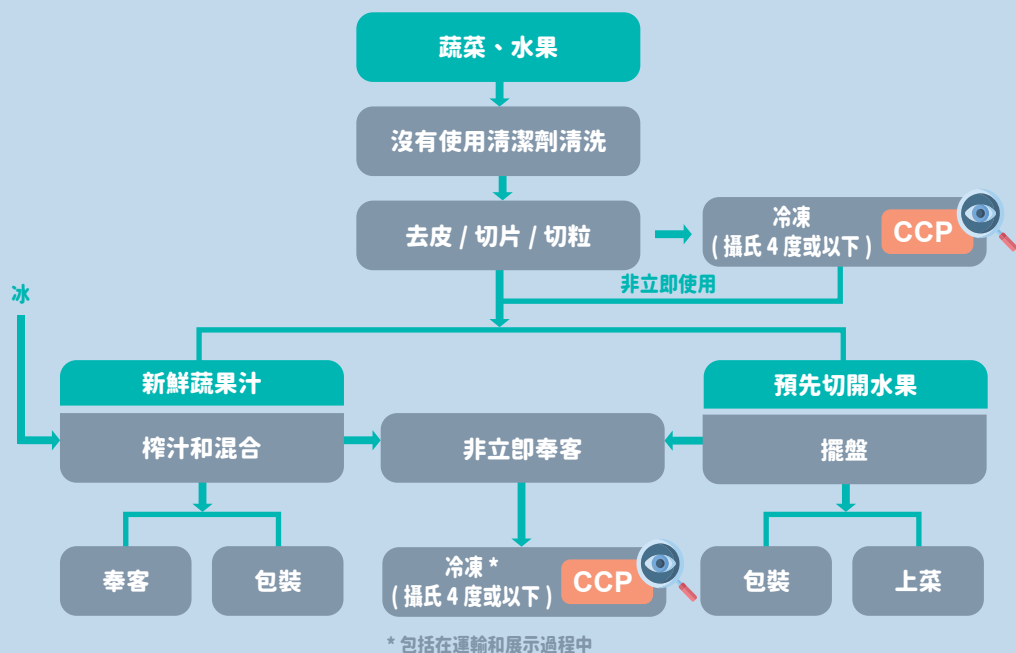 蔬菜、水果
沒有使用清潔劑清洗
去皮 / 切片 / 切粒
冷凍
( 攝氏 4 度或以下 )
CCP
非立即使用
冰
新鮮蔬果汁
榨汁和混合
非立即奉客
預先切開水果
擺盤
奉客
包裝
冷凍 *
( 攝氏 4 度或以下 )
CCP
包裝
上菜
* 包括在運輸和展示過程中